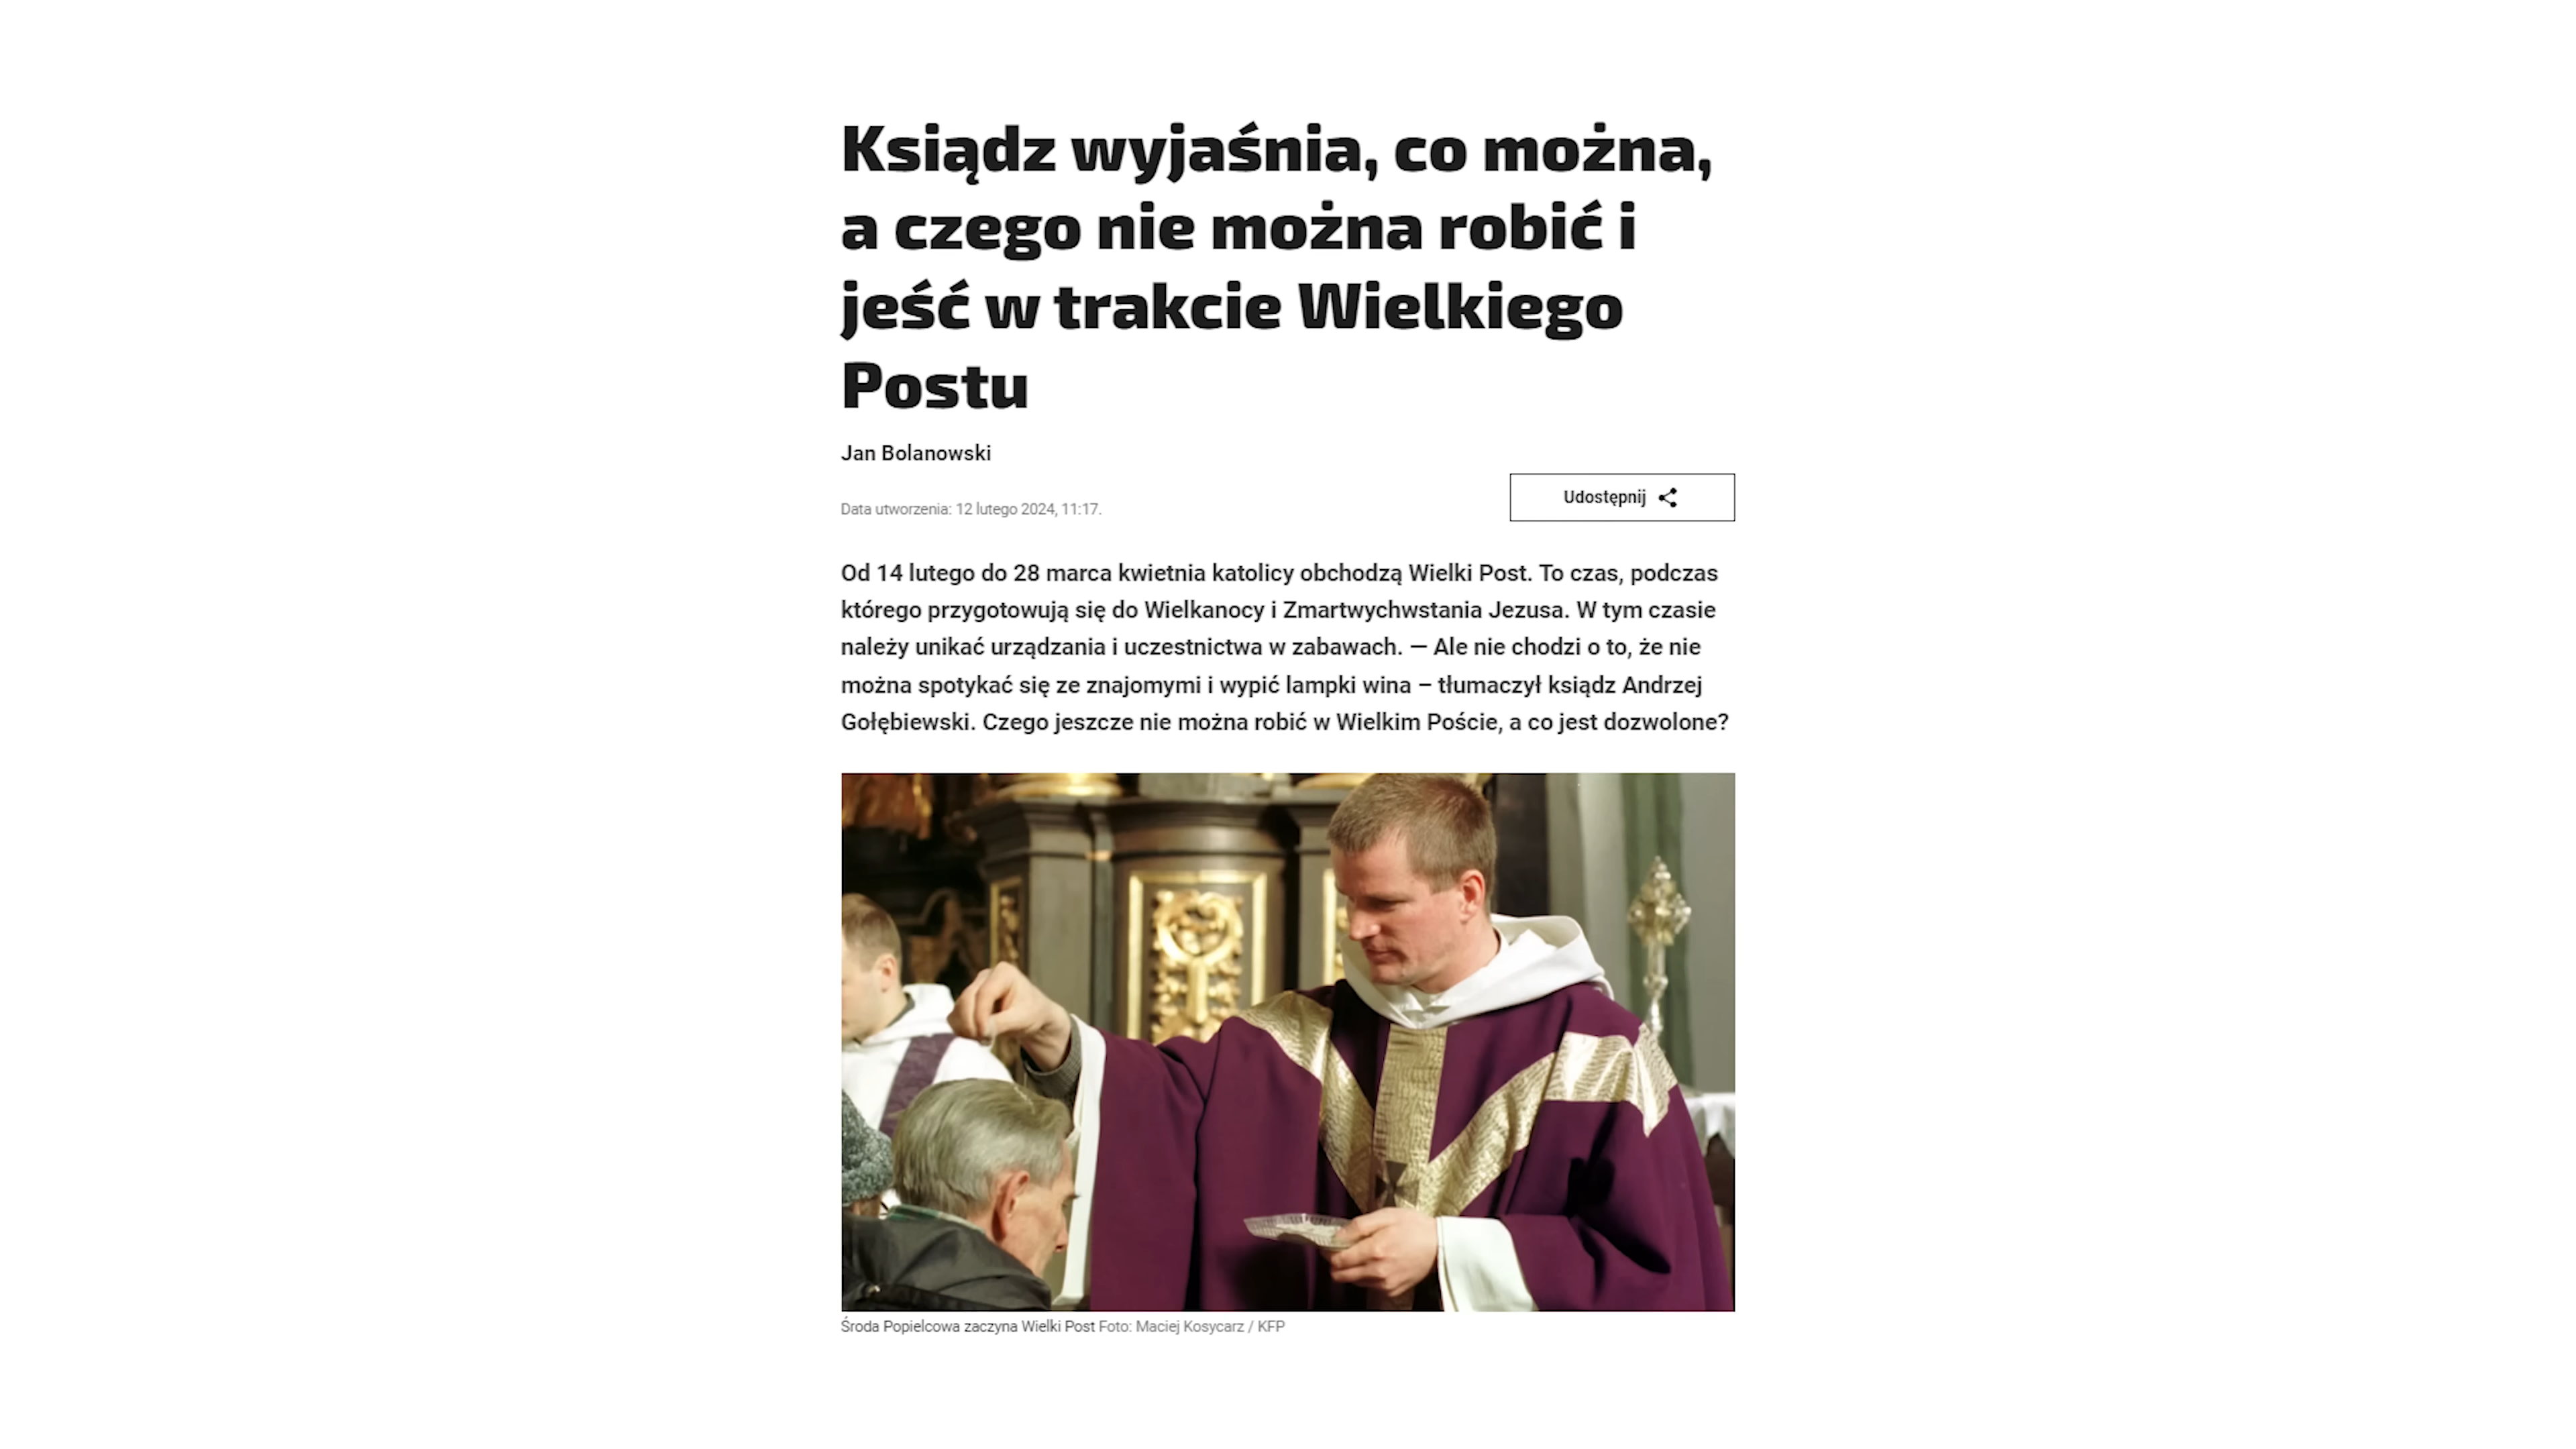 Ksiądz wyjaśnia, co można,
a czego nie można robić i
jeść w trakcie Wielkiego
Postu
Jan Bolanowski
Data utworzenia: 12 lutego 2024, 11:17.
Udostępnij
Od 14 lutego do 28 marca kwietnia katolicy obchodzą Wielki Post. To czas, podczas
którego przygotowują się do Wielkanocy i Zmartwychwstania Jezusa. W tym czasie
należy unikać urządzania i uczestnictwa w zabawach. — Ale nie chodzi o to, że nie
można spotykać się ze znajomymi i wypić lampki wina – tłumaczył ksiądz Andrzej
Gołębiewski. Czego jeszcze nie można robić w Wielkim Poście, a co jest dozwolone?
Środa Popielcowa zaczyna Wielki Post Foto: Maciej Kosycarz / KFP